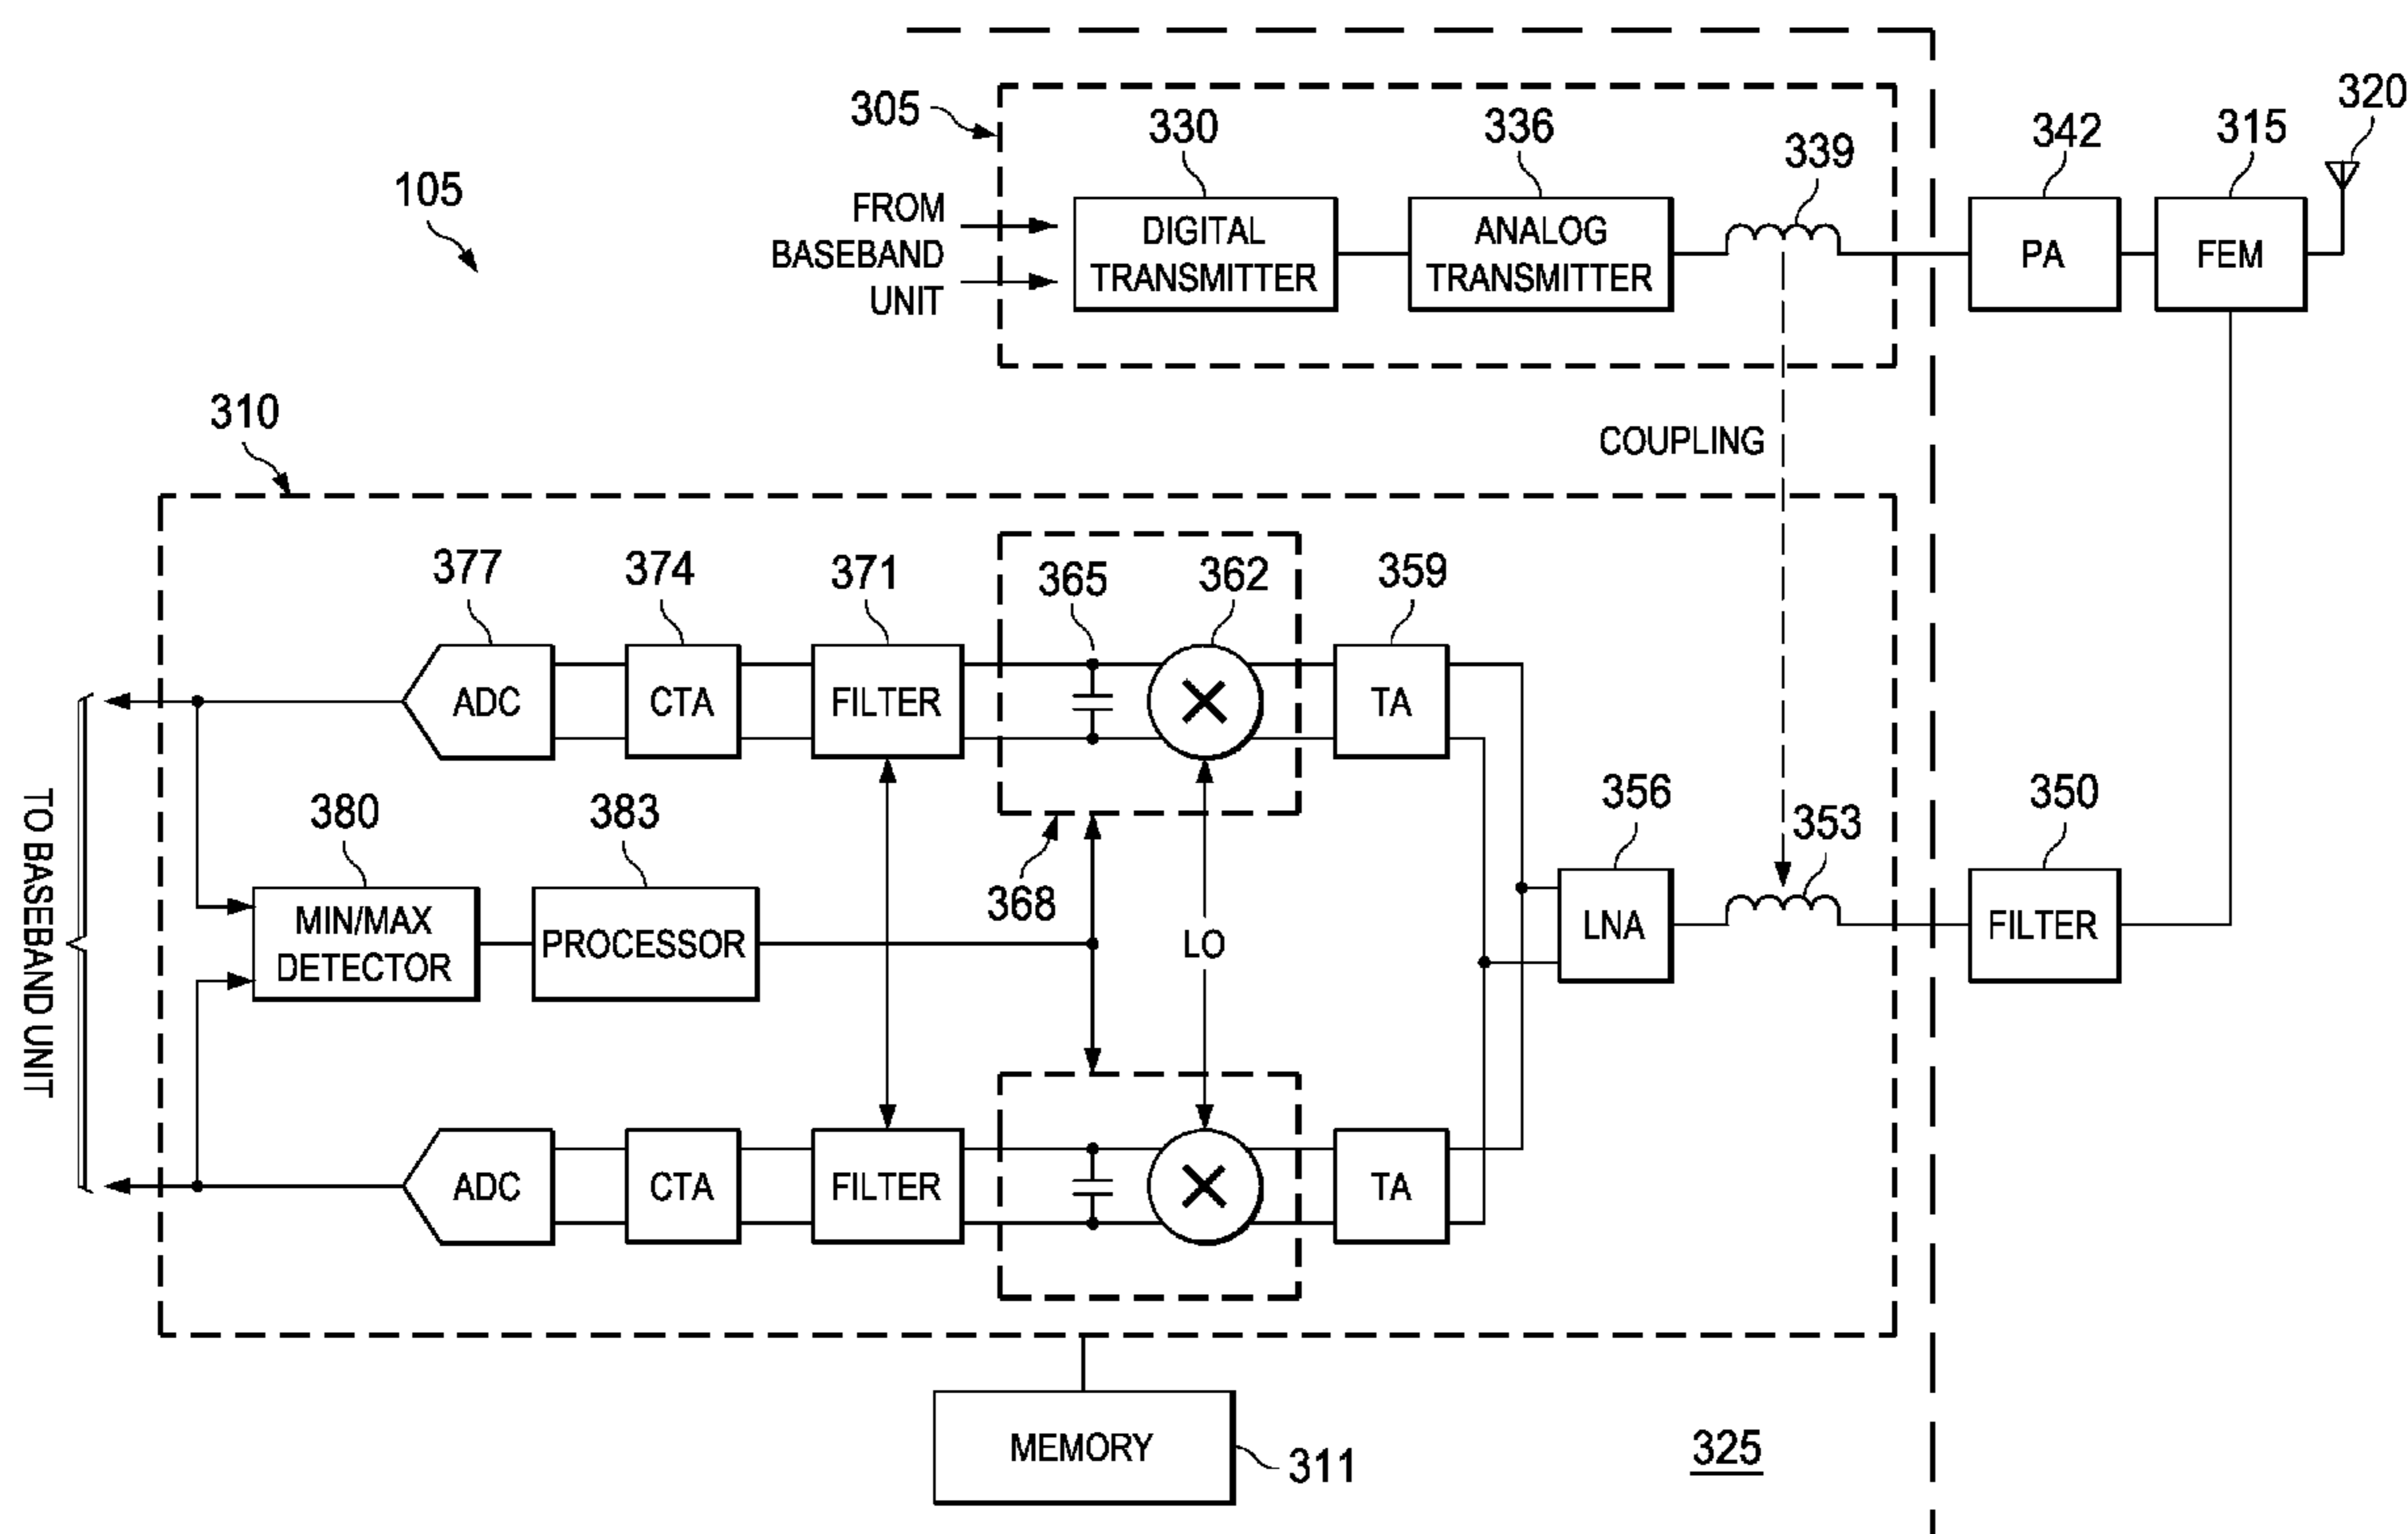 320
305
330
336
342
315
339
105
FROM
BASEBAND
UNIT
DIGITAL
TRANSMITTER
ANALOG
TRANSMITTER
PA
FEM
310
COUPLING
377
374
371
365
362
359
ADC
CTA
FILTER
TA
380
383
368
356
353
350
TO BASEBAND UNIT
MIN/MAX
DETECTOR
PROCESSOR
LO
LNA
FILTER
ADC
CTA
FILTER
TA
MEMORY
311
325